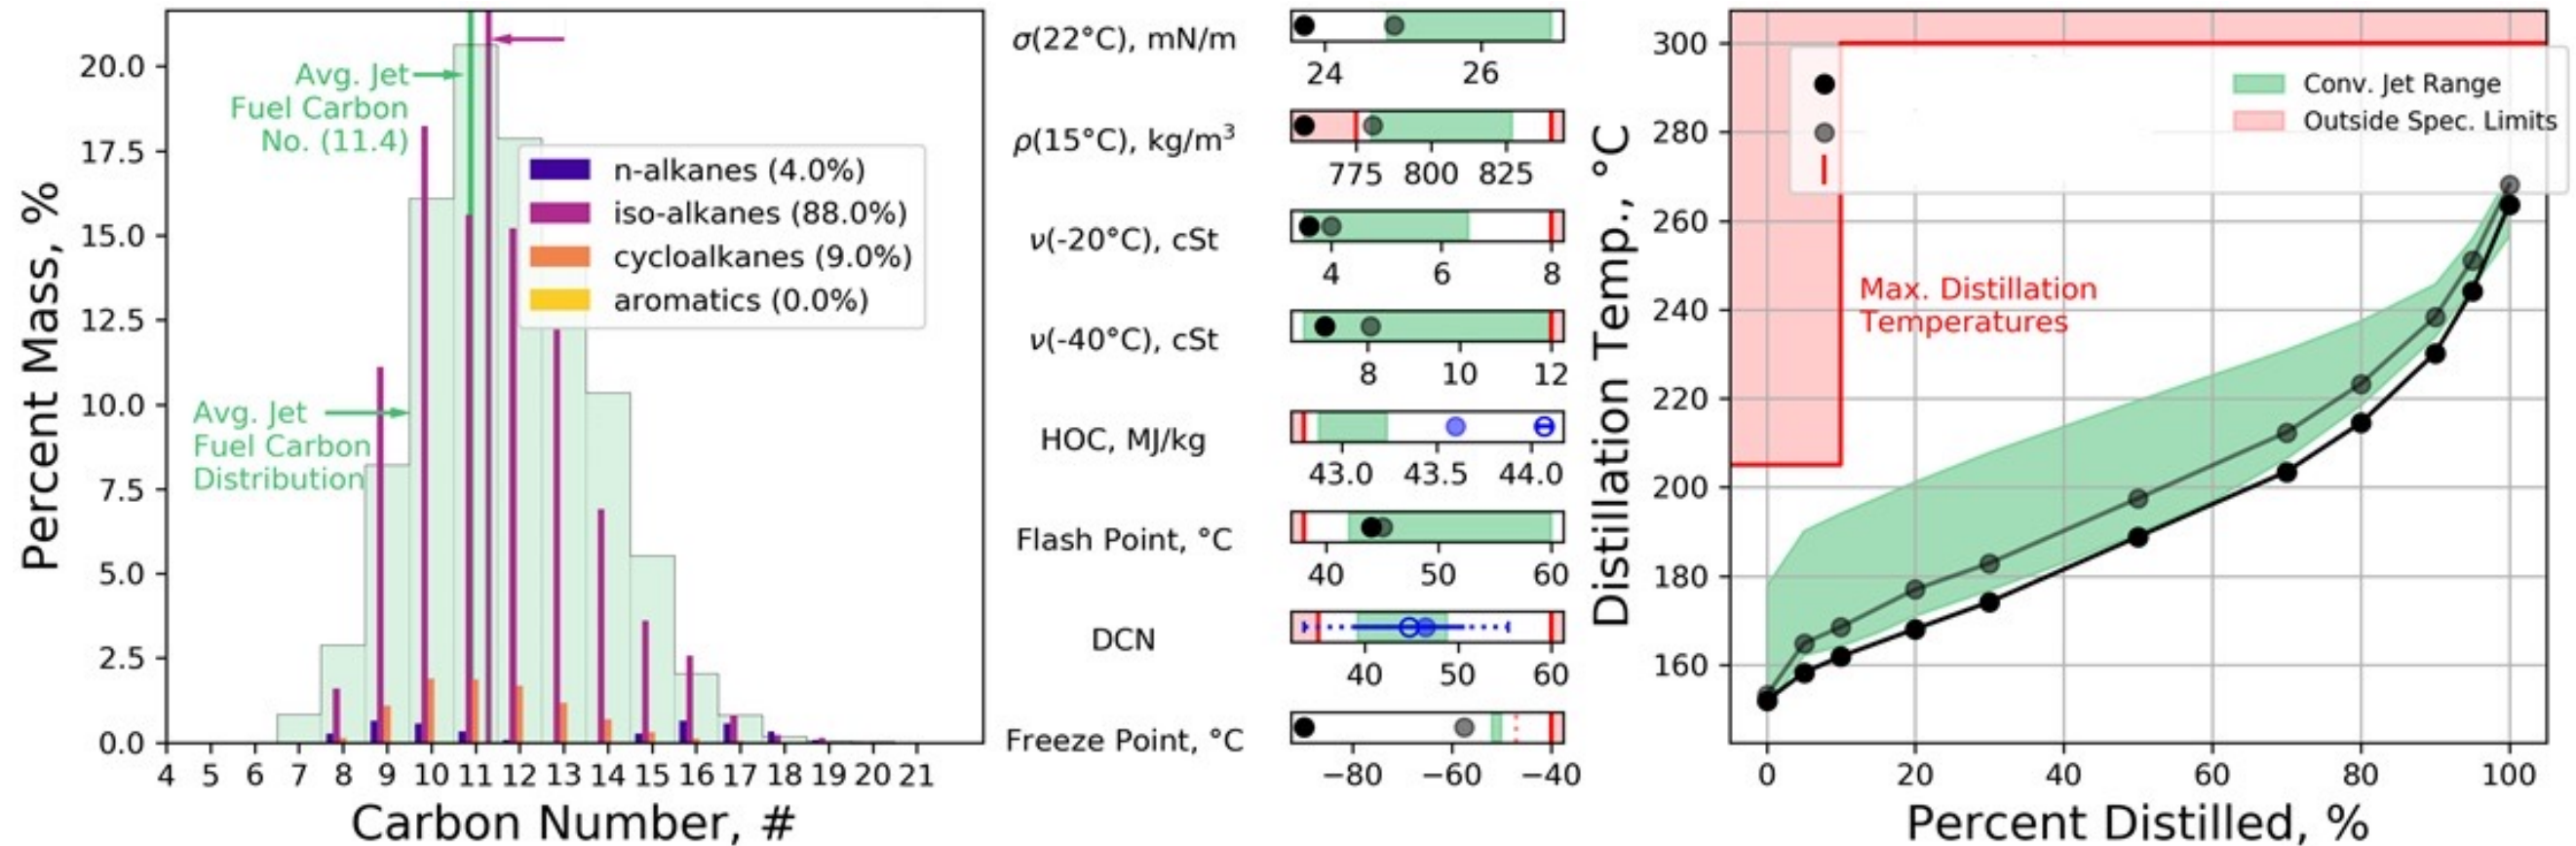 Percent Mass, %
20.0
17.5
15.0
12.5
10.0
7.5
5.0
2.5
0.0
Avg. Jet
Fuel Carbon
No. (11.4)
Avg. Jet
Fuel Carbon
Distribution
n-alkanes (4.0%)
iso-alkanes (88.0%)
cycloalkanes (9.0%)
aromatics (0.0%)
4 5 6 7 8 9 10 11 12 13 14 15 16 17 18 19 20 21
Carbon Number, #
σ(22°C), mN/m
24 26
ρ(15°C), kg/m³
775 800 825
ν(-20°C), cSt
4 6 8
ν(-40°C), cSt
8 10 12
HOC, MJ/kg
43.0 43.5 44.0
Flash Point, °C
40 50 60
DCN
40 50 60
Freeze Point, °C
−80 −60 −40
Distillation Temp., °C
300
280
260
240
220
200
180
160
Conv. Jet Range
Outside Spec. Limits
Max. Distillation
Temperatures
0 20 40 60 80 100
Percent Distilled, %